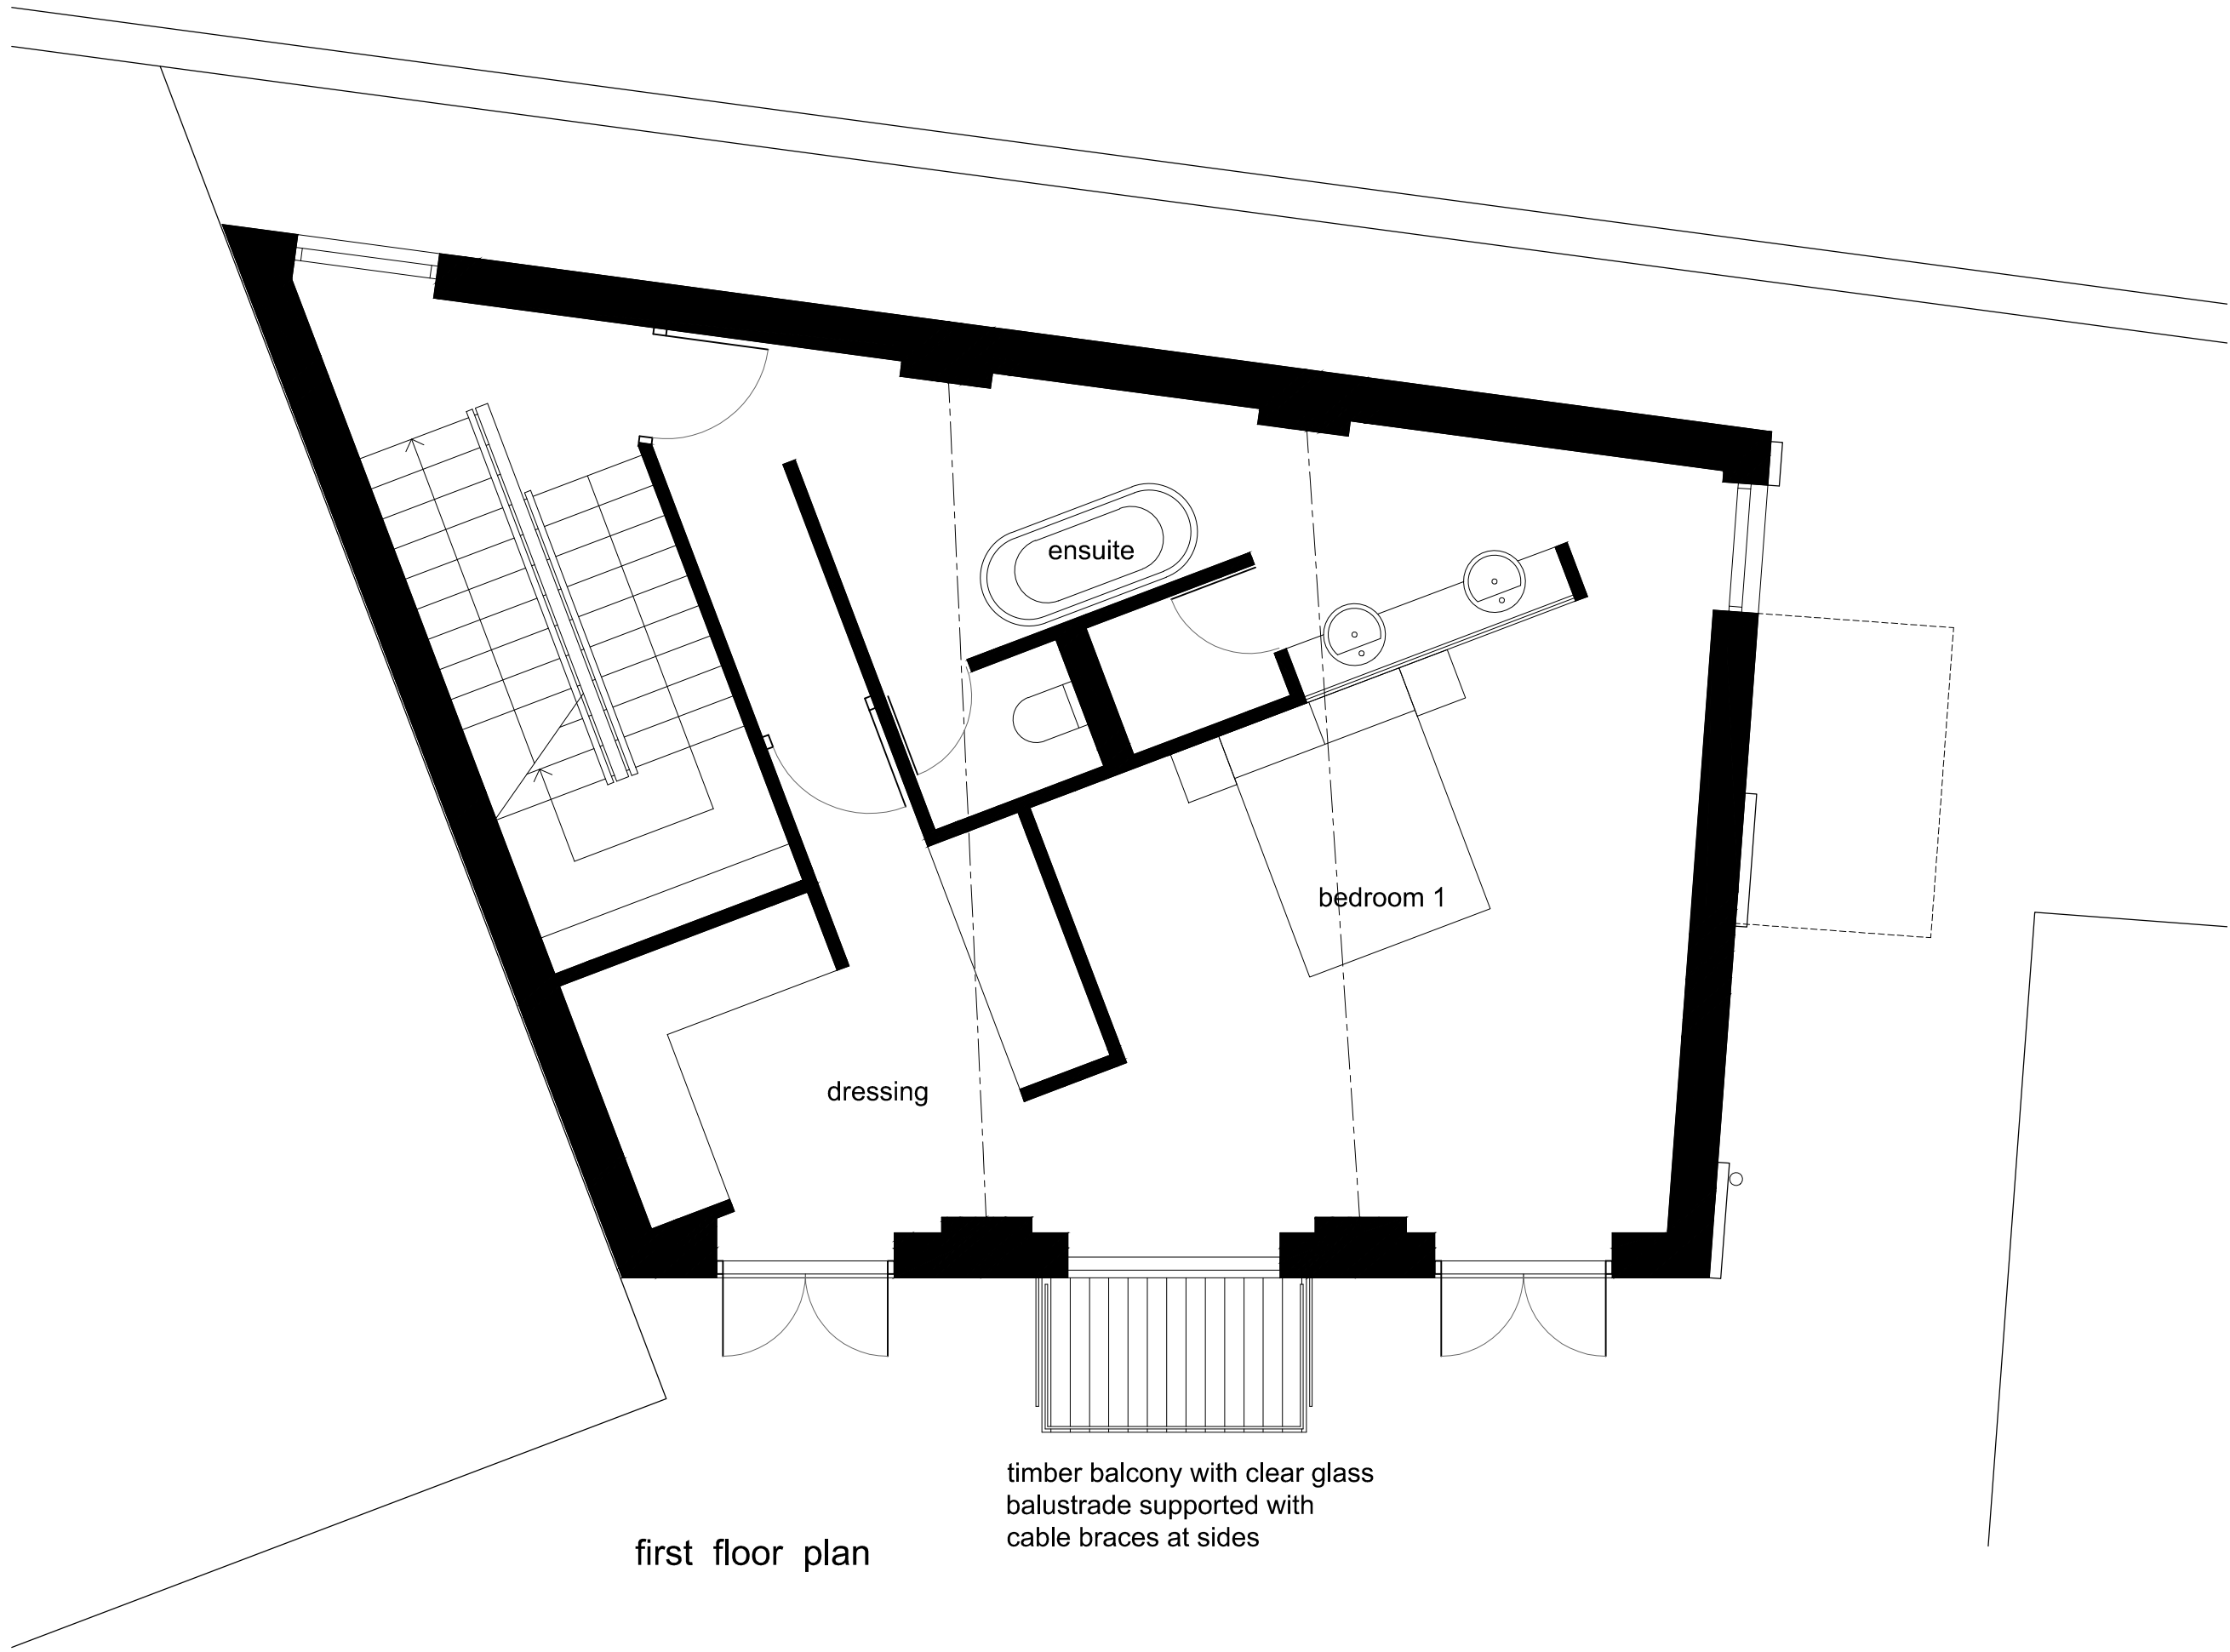 ensuite
bedroom 1
dressing
timber balcony with clear glass
balustrade supported with
cable braces at sides
first floor plan